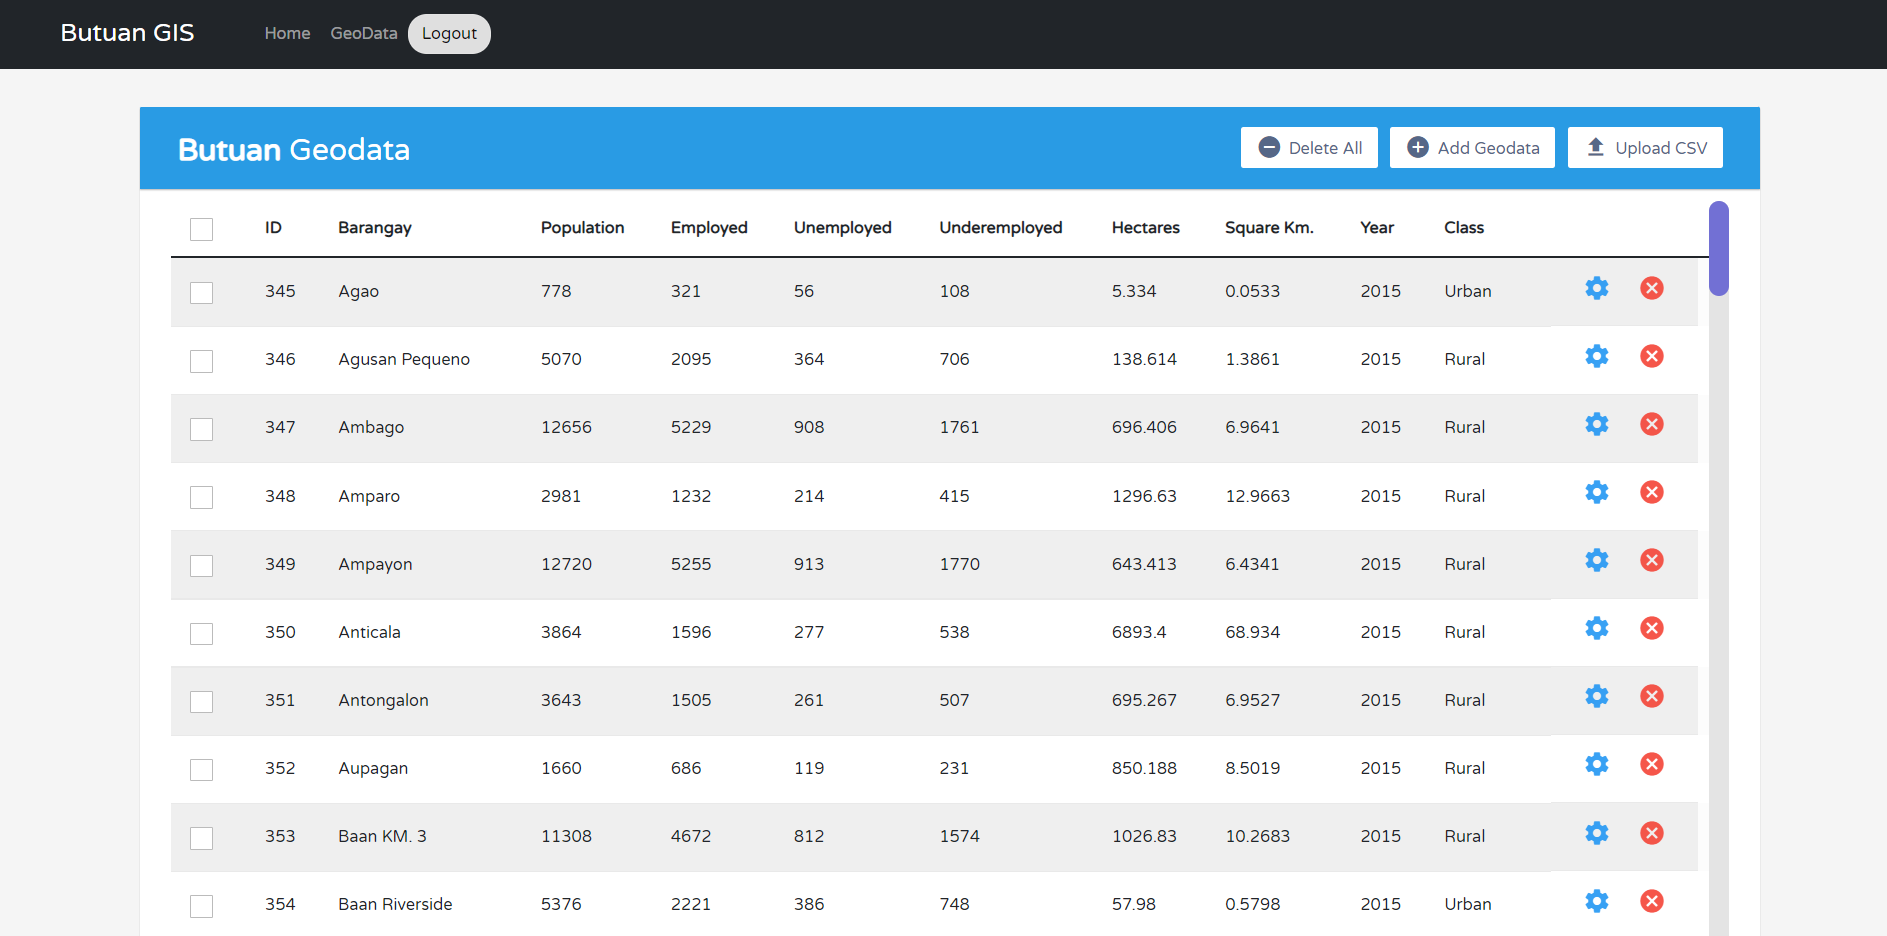 Butuan GIS Home GeoData Logout
Butuan Geodata Delete All Add Geodata Upload CSV
ID Barangay Population Employed Unemployed Underemployed Hectares Square Km. Year Class
345 Agao 778 321 56 108 5.334 0.0533 2015 Urban
346 Agusan Pequeno 5070 2095 364 706 138.614 1.3861 2015 Rural
347 Ambago 12656 5229 908 1761 696.406 6.9641 2015 Rural
348 Amparo 2981 1232 214 415 1296.63 12.9663 2015 Rural
349 Ampayon 12720 5255 913 1770 643.413 6.4341 2015 Rural
350 Anticala 3864 1596 277 538 6893.4 68.934 2015 Rural
351 Antongalon 3643 1505 261 507 695.267 6.9527 2015 Rural
352 Aupagan 1660 686 119 231 850.188 8.5019 2015 Rural
353 Baan KM. 3 11308 4672 812 1574 1026.83 10.2683 2015 Rural
354 Baan Riverside 5376 2221 386 748 57.98 0.5798 2015 Urban